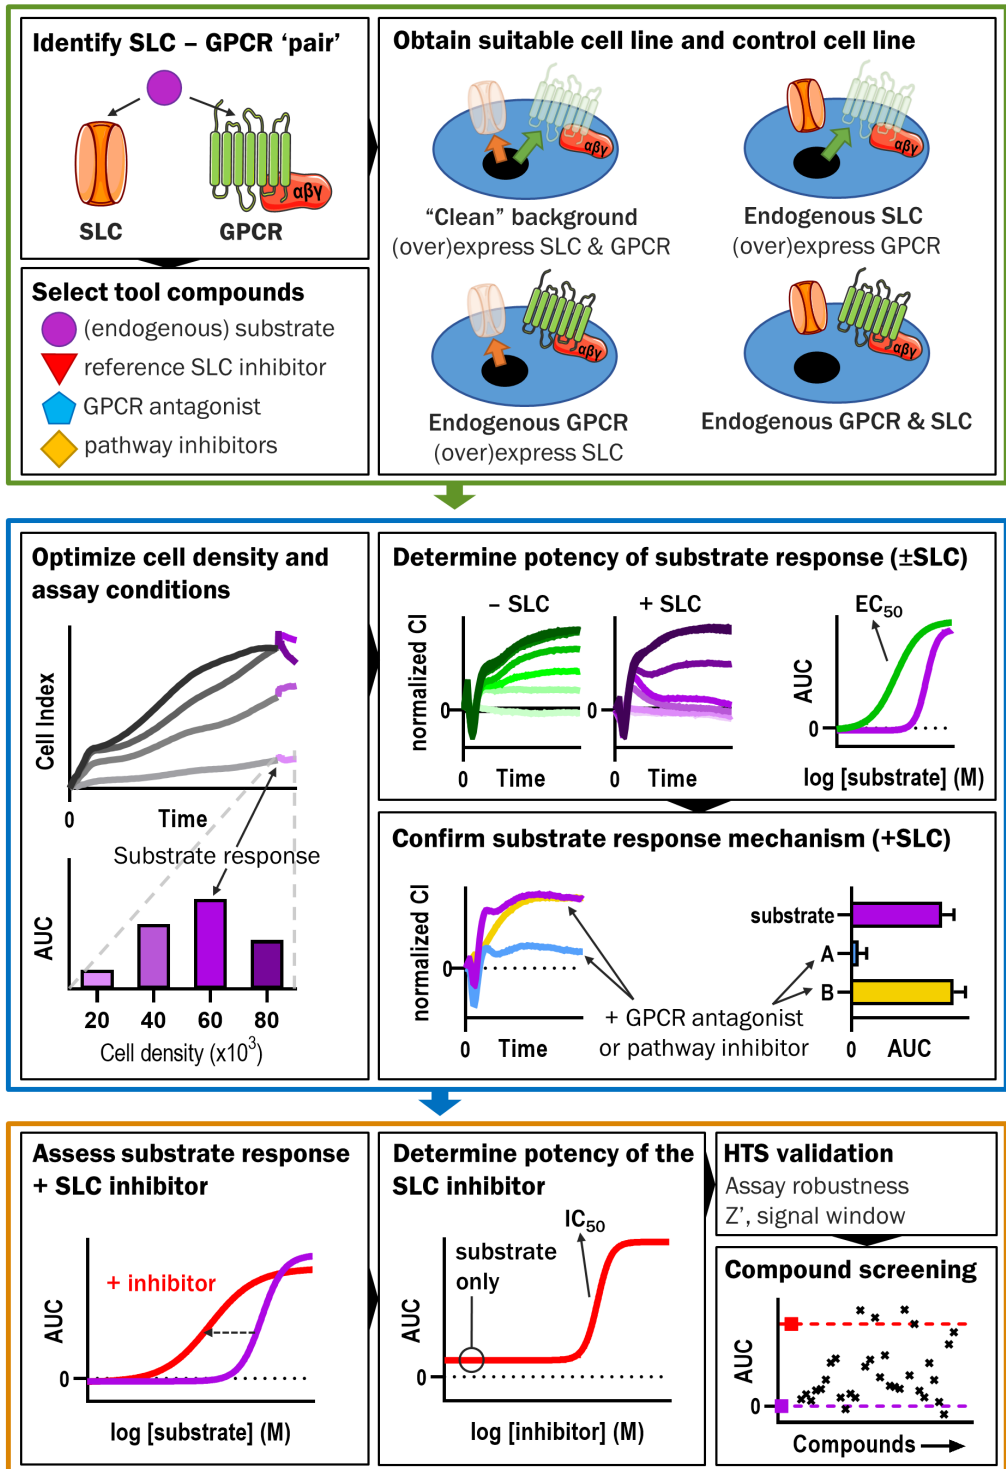 Identify SLC – GPCR ‘pair’
αβγ
SLC
GPCR
Select tool compounds
(endogenous) substrate
reference SLC inhibitor
GPCR antagonist
pathway inhibitors
Obtain suitable cell line and control cell line
αβγ
“Clean” background
(over)express SLC & GPCR
αβγ
Endogenous SLC
(over)express GPCR
αβγ
Endogenous GPCR
(over)express SLC
αβγ
Endogenous GPCR & SLC
Optimize cell density and
assay conditions
Cell Index
0
Time
Substrate response
AUC
20 40 60 80
Cell density (x10³)
Determine potency of substrate response (±SLC)
– SLC
+ SLC
normalized CI
0
0
0
Time
0
Time
EC₅₀
AUC
0
log [substrate] (M)
Confirm substrate response mechanism (+SLC)
normalized CI
0
0
Time
+ GPCR antagonist
or pathway inhibitor
substrate
A
B
0
AUC
Assess substrate response
+ SLC inhibitor
+ inhibitor
AUC
0
log [substrate] (M)
Determine potency of the
SLC inhibitor
IC₅₀
substrate
only
AUC
0
log [inhibitor] (M)
HTS validation
Assay robustness
Z’, signal window
Compound screening
AUC
0
Compounds